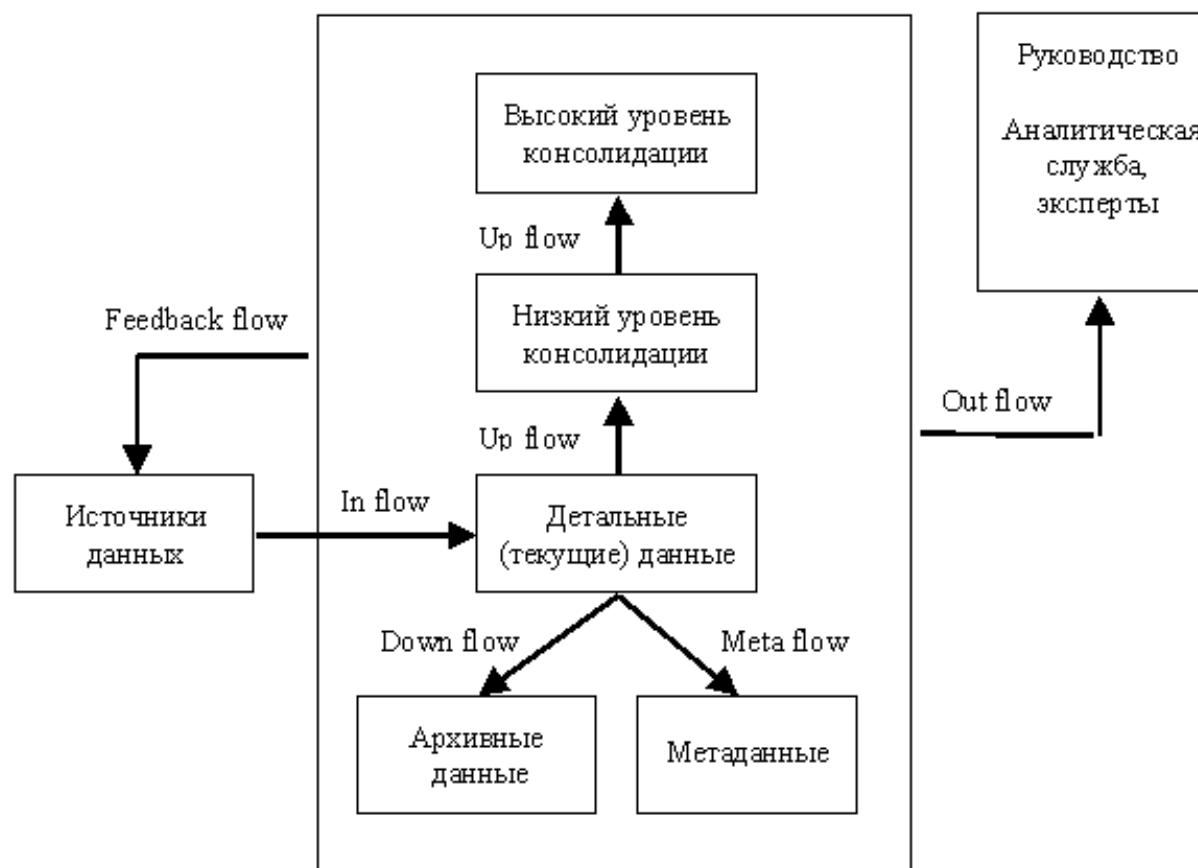 Руководство
Аналитическая
служба,
эксперты
Высокий уровень
консолидации
Up flow
Низкий уровень
консолидации
Feedback flow
Out flow
Up flow
In flow
Источники
данных
Детальные
(текущие) данные
Down flow
Meta flow
Архивные
данные
Метаданные